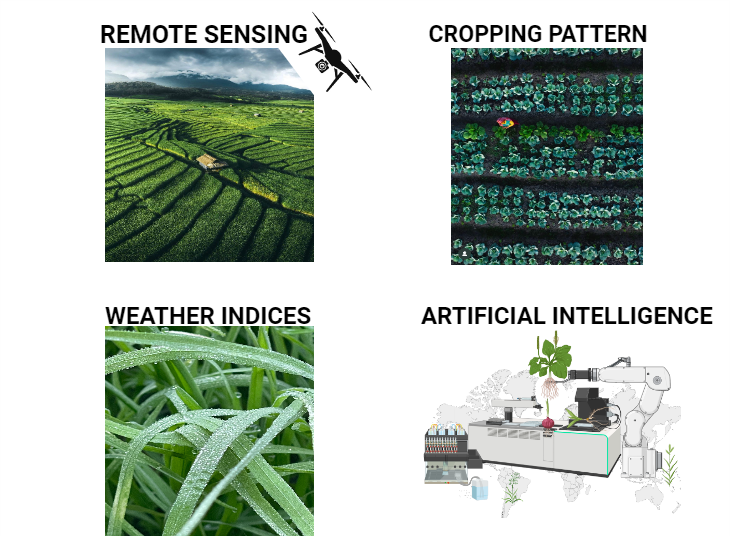 REMOTE SENSING
CROPPING PATTERN
WEATHER INDICES
ARTIFICIAL INTELLIGENCE